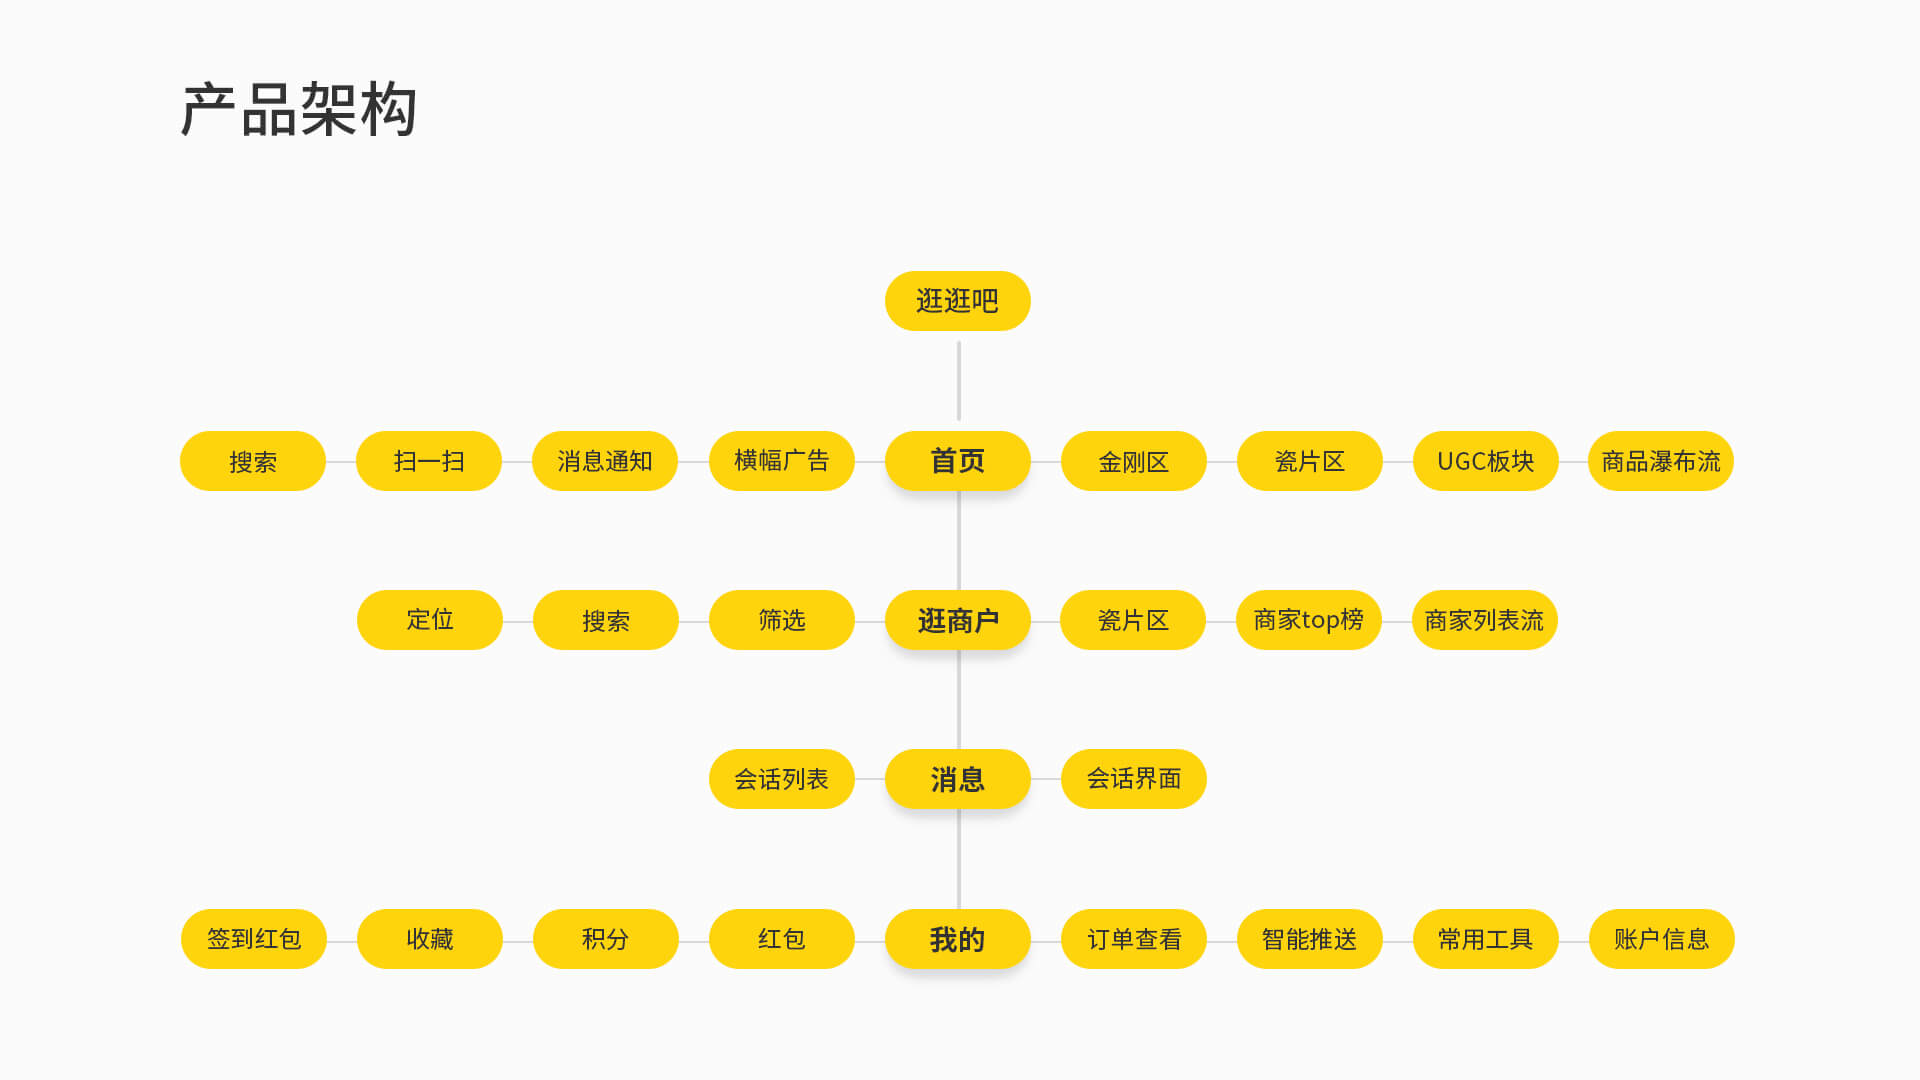 产品架构
逛逛吧
搜索 扫一扫 消息通知 横幅广告 首页 金刚区 瓷片区 UGC板块 商品瀑布流
定位 搜索 筛选 逛商户 瓷片区 商家top榜 商家列表流
会话列表 消息 会话界面
签到红包 收藏 积分 红包 我的 订单查看 智能推送 常用工具 账户信息